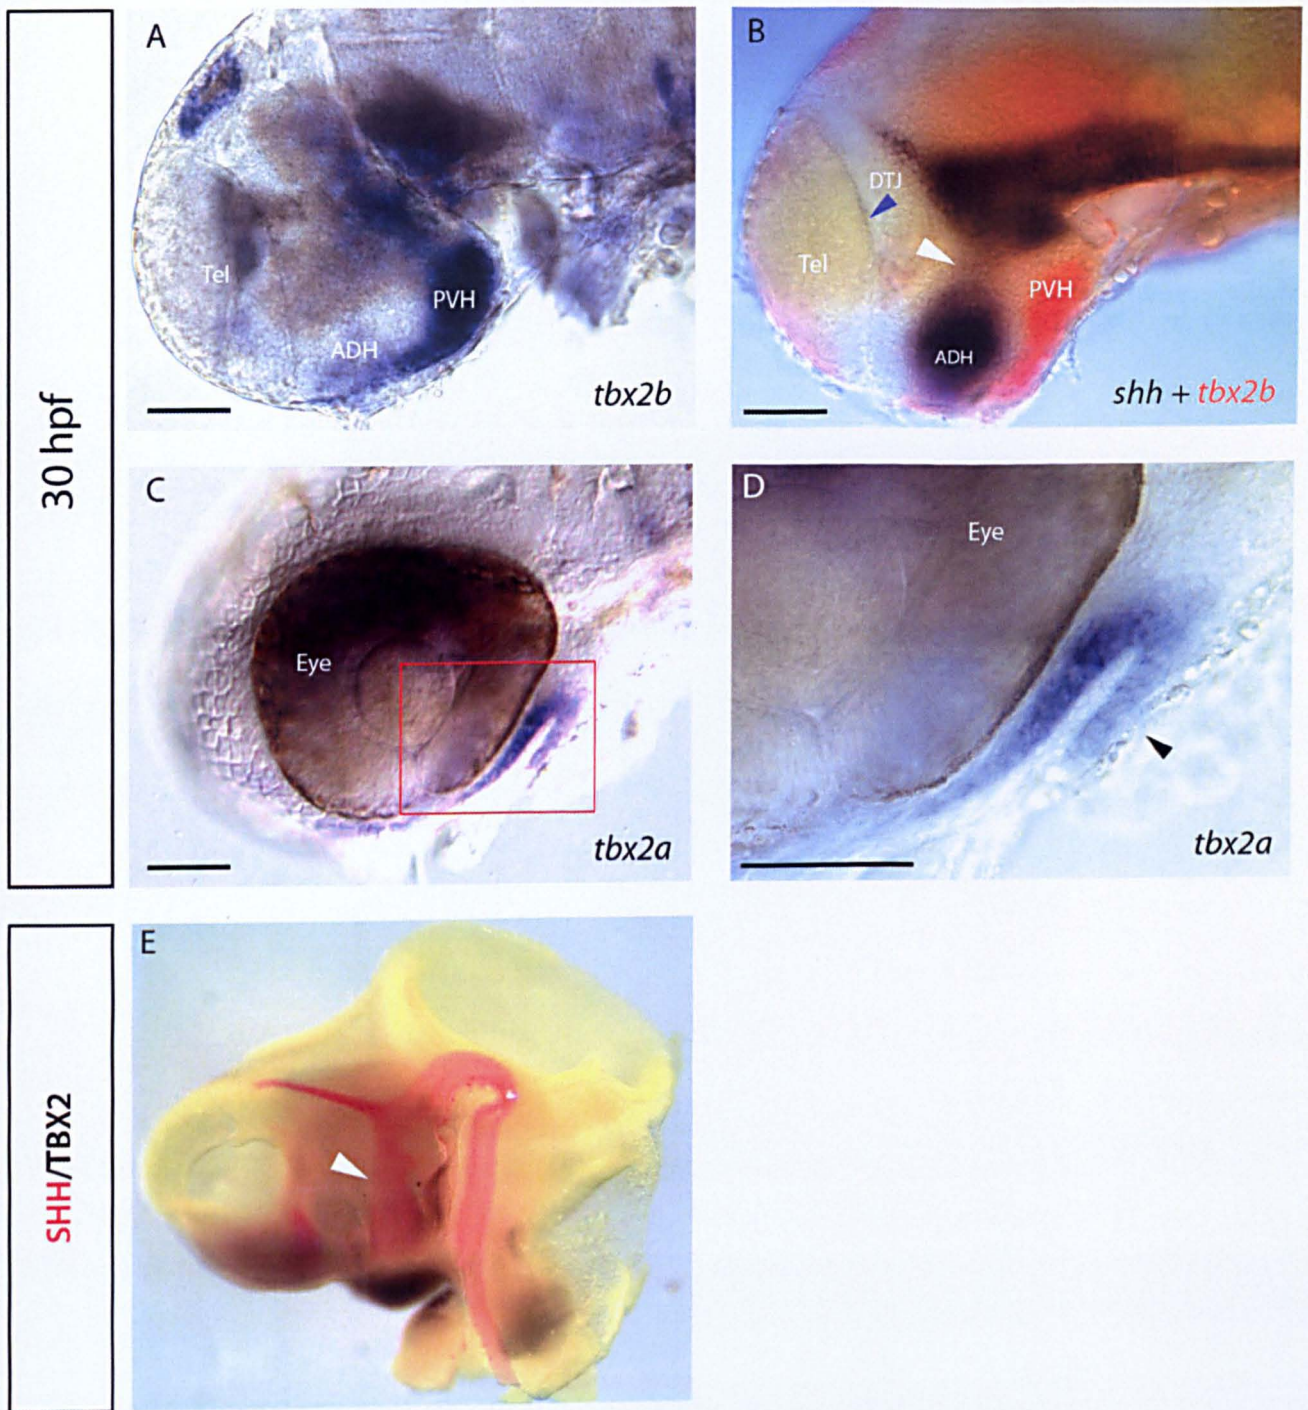 30 hpf
A
Tel
ADH
PVH
tbx2b
B
DTJ
Tel
PVH
ADH
shh + tbx2b
C
Eye
tbx2a
D
Eye
tbx2a
SHH/TBX2
E